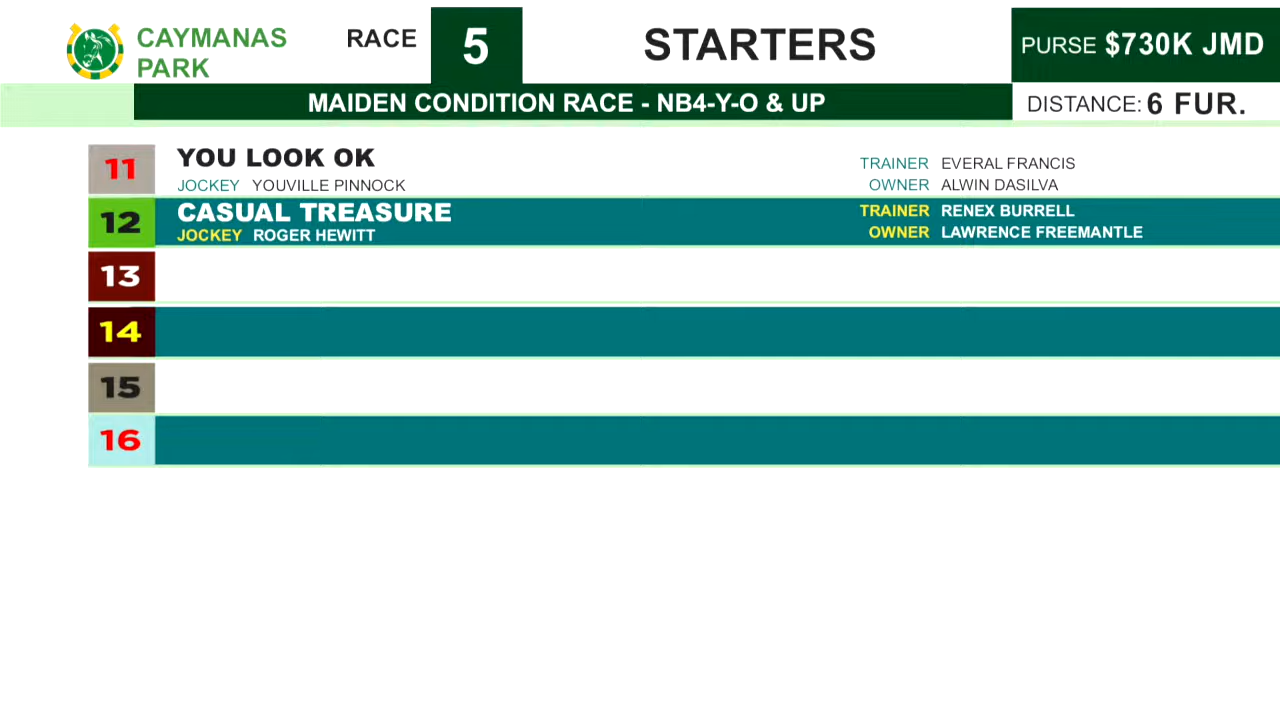 CAYMANAS PARK
RACE 5
STARTERS
PURSE $730K JMD
MAIDEN CONDITION RACE - NB4-Y-O & UP
DISTANCE: 6 FUR.
11 YOU LOOK OK
JOCKEY YOUVILLE PINNOCK
TRAINER EVERAL FRANCIS
OWNER ALWIN DASILVA
12 CASUAL TREASURE
JOCKEY ROGER HEWITT
TRAINER RENEX BURRELL
OWNER LAWRENCE FREEMANTLE
13
14
15
16